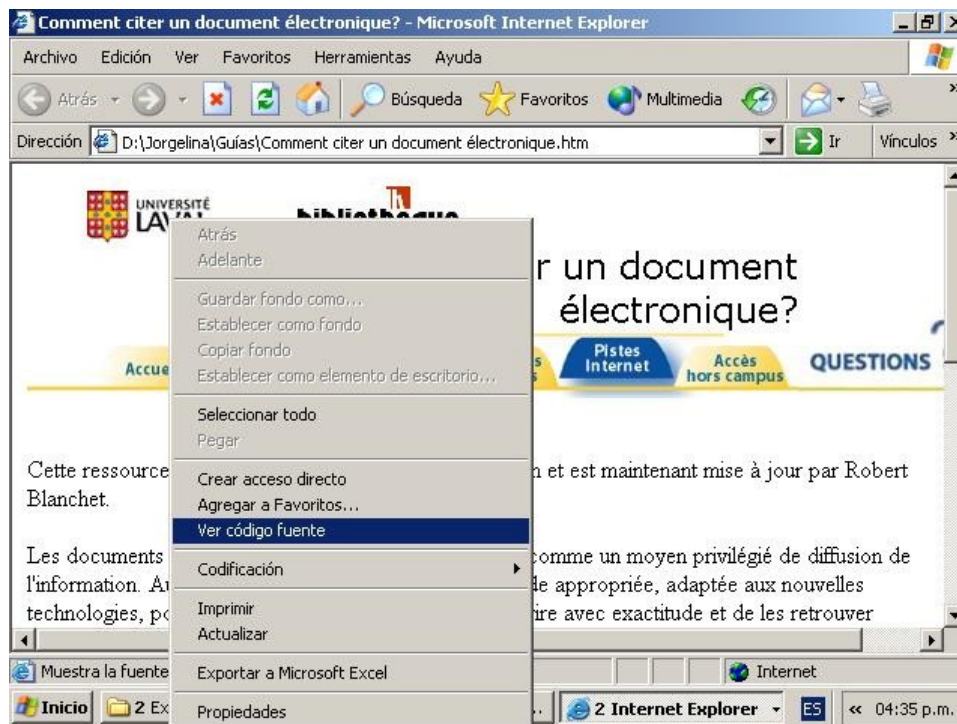 Comment citer un document électronique? - Microsoft Internet Explorer
Archivo Edición Ver Favoritos Herramientas Ayuda
Atrás Búsqueda Favoritos Multimedia
Dirección D:\Jorgelina\Guías\Comment citer un document électronique.htm Ir Vínculos
UNIVERSITÉ
LAVAL
bibliothèque
r un document
électronique?
Accue
Pistes
Internet
Accès
hors campus
QUESTIONS
Atrás
Adelante
Guardar fondo como...
Establecer como fondo
Copiar fondo
Establecer como elemento de escritorio...
Seleccionar todo
Pegar
Crear acceso directo
Agregar a Favoritos...
Ver código fuente
Codificación
Imprimir
Actualizar
Exportar a Microsoft Excel
Propiedades
Cette ressource n et est maintenant mise à jour par Robert
Blanchet.
Les documents comme un moyen privilégié de diffusion de
l'information. Au de appropriée, adaptée aux nouvelles
technologies, po ire avec exactitude et de les retrouver
Muestra la fuente Internet
Inicio 2 Ex 2 Internet Explorer ES « 04:35 p.m.